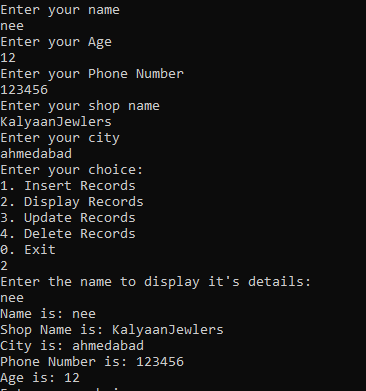 Enter your name
nee
Enter your Age
12
Enter your Phone Number
123456
Enter your shop name
KalyaanJewlers
Enter your city
ahmedabad
Enter your choice:
1. Insert Records
2. Display Records
3. Update Records
4. Delete Records
0. Exit
2
Enter the name to display it's details:
nee
Name is: nee
Shop Name is: KalyaanJewlers
City is: ahmedabad
Phone Number is: 123456
Age is: 12